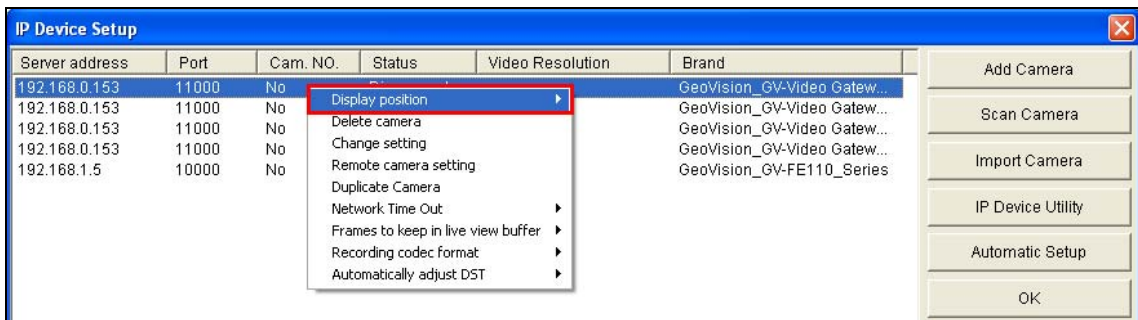 IP Device Setup
Server address Port Cam. NO. Status Video Resolution Brand
192.168.0.153 11000 No GeoVision_GV-Video Gatew...
192.168.0.153 11000 No GeoVision_GV-Video Gatew...
192.168.0.153 11000 No GeoVision_GV-Video Gatew...
192.168.0.153 11000 No GeoVision_GV-Video Gatew...
192.168.1.5 10000 No GeoVision_GV-FE110_Series
Display position
Delete camera
Change setting
Remote camera setting
Duplicate Camera
Network Time Out
Frames to keep in live view buffer
Recording codec format
Automatically adjust DST
Add Camera
Scan Camera
Import Camera
IP Device Utility
Automatic Setup
OK